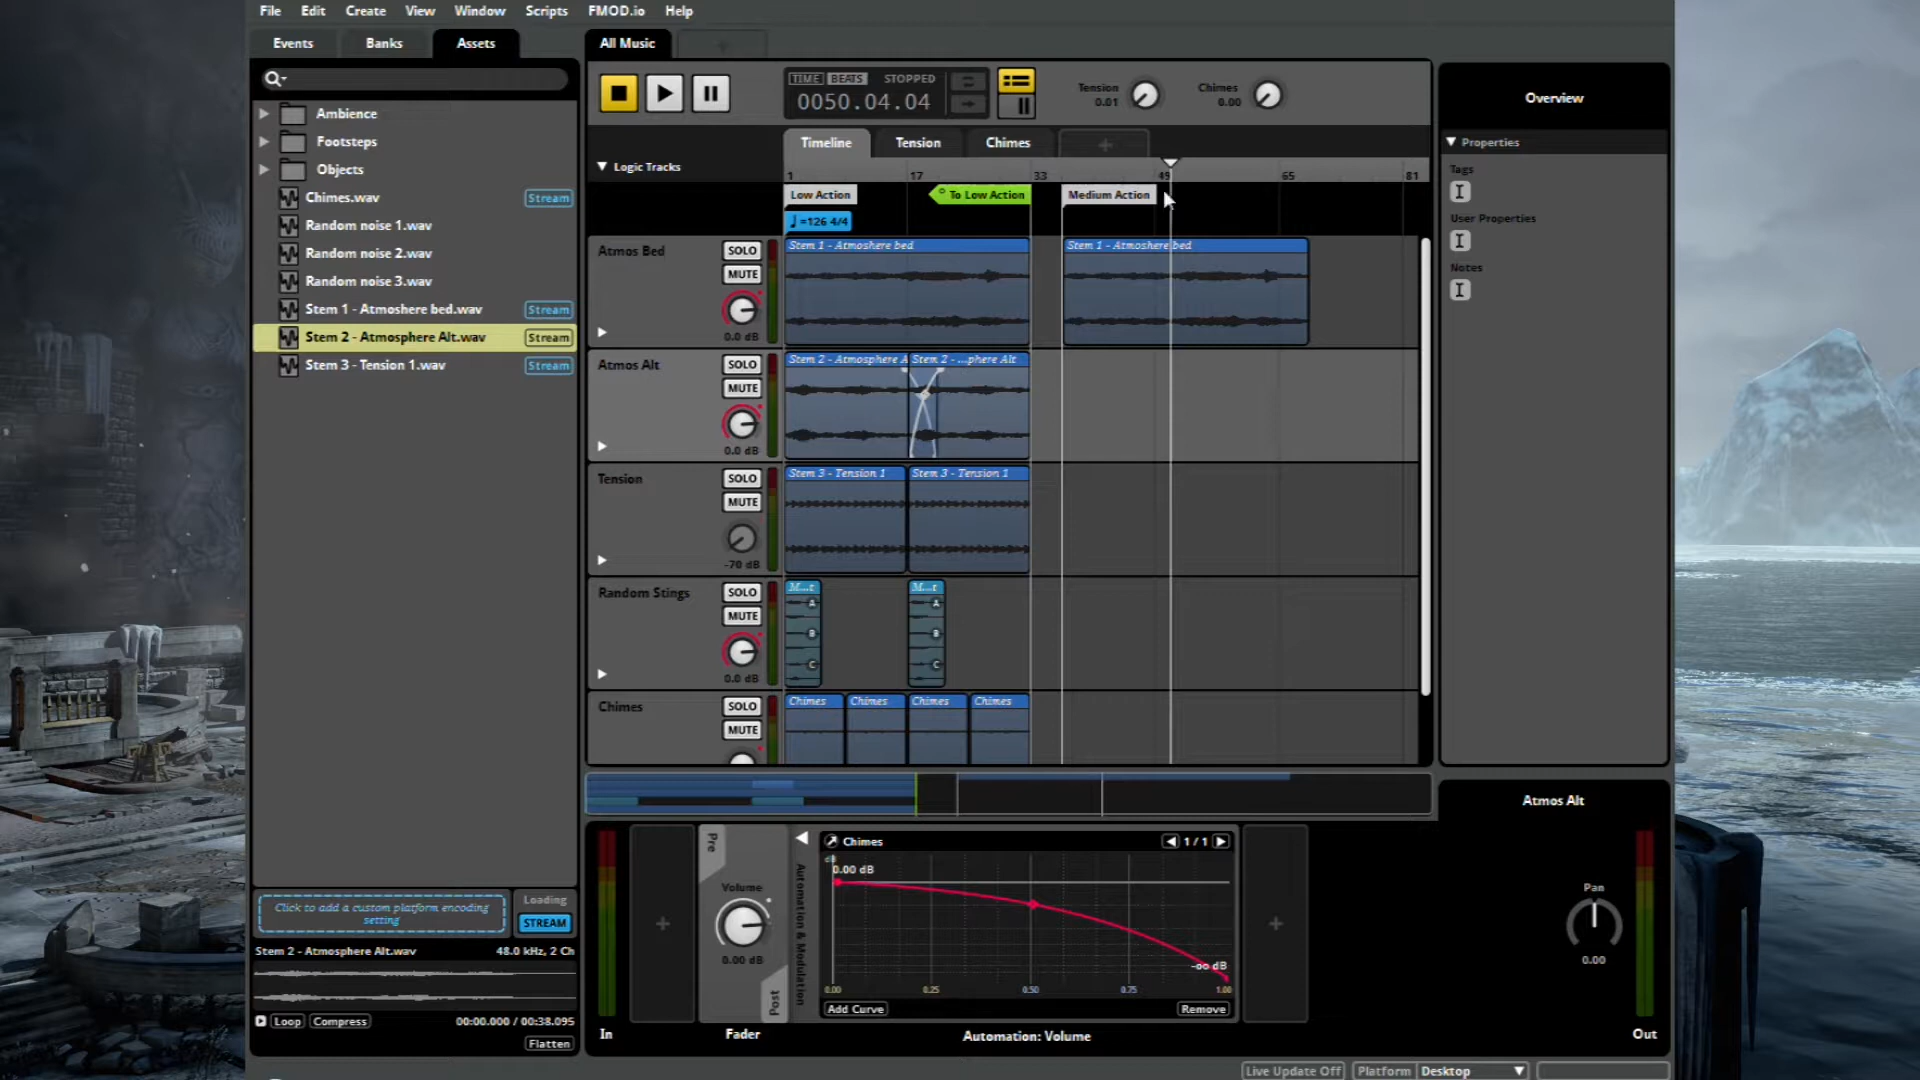 File Edit Create View Window Scripts FMOD.io Help
Events Banks Assets
All Music
Ambience
Footsteps
Objects
Chimes.wav Stream
Random noise 1.wav
Random noise 2.wav
Random noise 3.wav
Stem 1 - Atmoshere bed.wav Stream
Stem 2 - Atmosphere Alt.wav Stream
Stem 3 - Tension 1.wav Stream
Click to add a custom platform encoding
setting
Loading
STREAM
Stem 2 - Atmosphere Alt.wav 48.0 kHz, 2 Ch
Loop Compress 00:00.000 / 00:38.095
Flatten
TIME BEATS STOPPED
0050.04.04
Tension
0.01
Chimes
0.00
Timeline Tension Chimes
Logic Tracks
1 17 33 49 65 81
Low Action To Low Action Medium Action
=126 4/4
Atmos Bed SOLO
MUTE
0.0 dB
Stem 1 - Atmoshere bed Stem 1 - Atmoshere bed
Atmos Alt SOLO
MUTE
0.0 dB
Stem 2 - Atmosphere A Stem 2 - ...phere Alt
Tension SOLO
MUTE
-70 dB
Stem 3 - Tension 1 Stem 3 - Tension 1
Random Stings SOLO
MUTE
0.0 dB
M...t M...t
A A
B B
C C
Chimes SOLO
MUTE
Chimes Chimes Chimes Chimes
In
Pre
Volume
0.00 dB
Post
Fader
Automation & Modulation
Chimes 1 / 1
dB
0.00 dB
-oo dB
0.00 0.25 0.50 0.75 1.00
Add Curve Remove
Automation: Volume
Overview
Properties
Tags
User Properties
Notes
Atmos Alt
Pan
0.00
Out
Live Update Off Platform Desktop